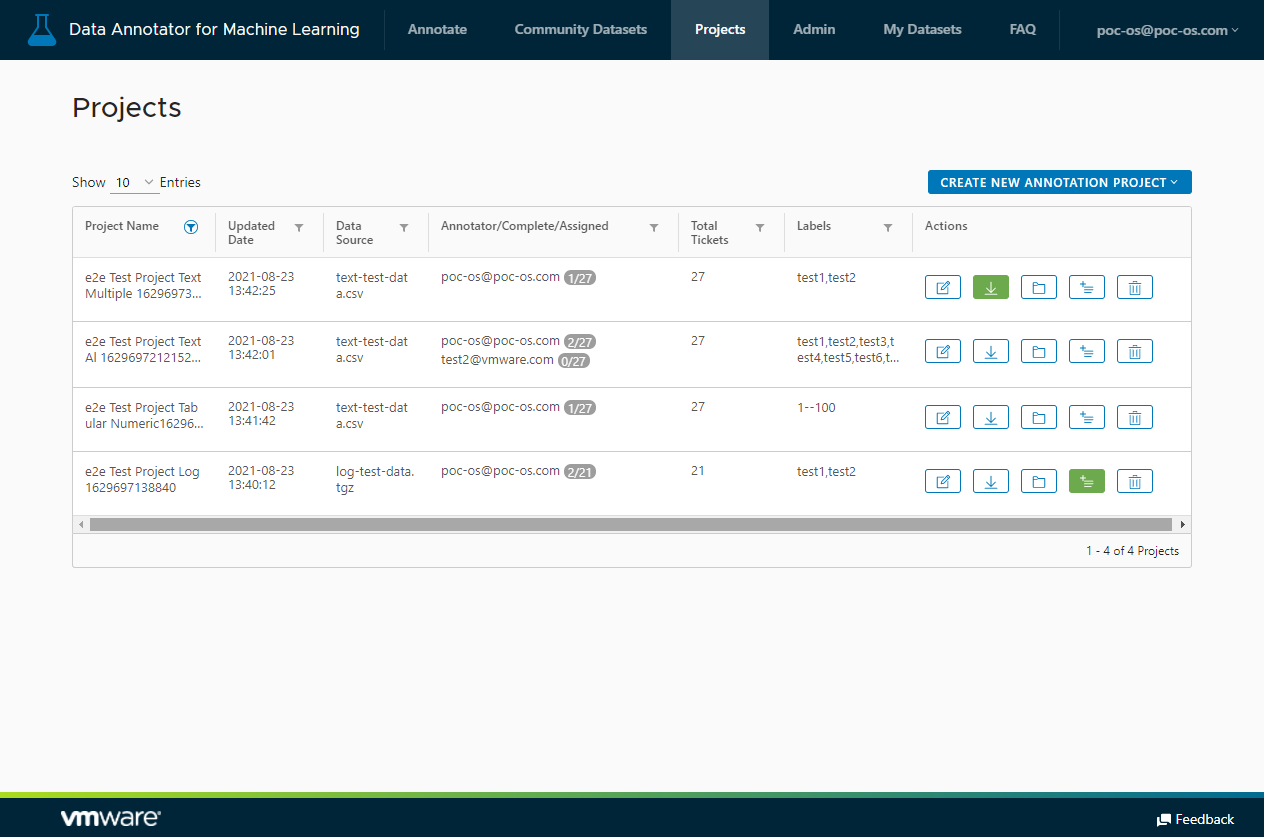 Data Annotator for Machine Learning
Annotate
Community Datasets
Projects
Admin
My Datasets
FAQ
poc-os@poc-os.com
Projects
Show 10 Entries
CREATE NEW ANNOTATION PROJECT
Project Name
Updated
Date
Data
Source
Annotator/Complete/Assigned
Total
Tickets
Labels
Actions
e2e Test Project Text
Multiple 16296973...
2021-08-23
13:42:25
text-test-dat
a.csv
poc-os@poc-os.com 1/27
27
test1,test2
e2e Test Project Text
Al 1629697212152...
2021-08-23
13:42:01
text-test-dat
a.csv
poc-os@poc-os.com 2/27
test2@vmware.com 0/27
27
test1,test2,test3,t
est4,test5,test6,t...
e2e Test Project Tab
ular Numeric16296...
2021-08-23
13:41:42
text-test-dat
a.csv
poc-os@poc-os.com 1/27
27
1--100
e2e Test Project Log
1629697138840
2021-08-23
13:40:12
log-test-data.
tgz
poc-os@poc-os.com 2/21
21
test1,test2
1 - 4 of 4 Projects
vmware
Feedback